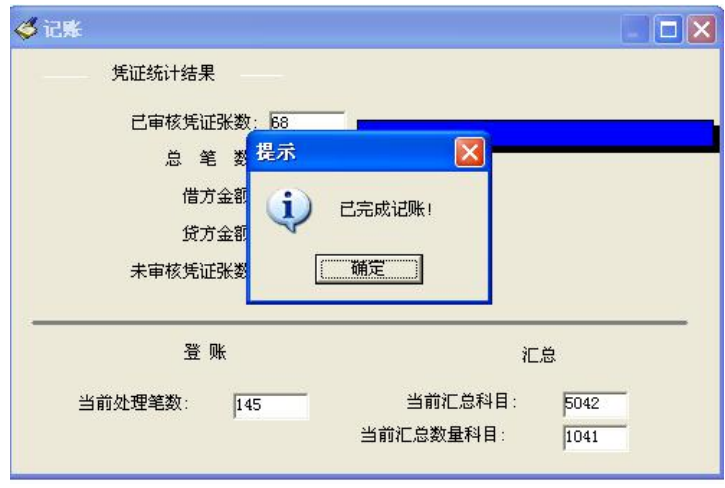 记账
凭证统计结果
已审核凭证张数: 68
总 笔 数
借方金额
贷方金额
未审核凭证张数
提示
已完成记账!
确定
登 账
汇总
当前处理笔数: 145
当前汇总科目: 5042
当前汇总数量科目: 1041